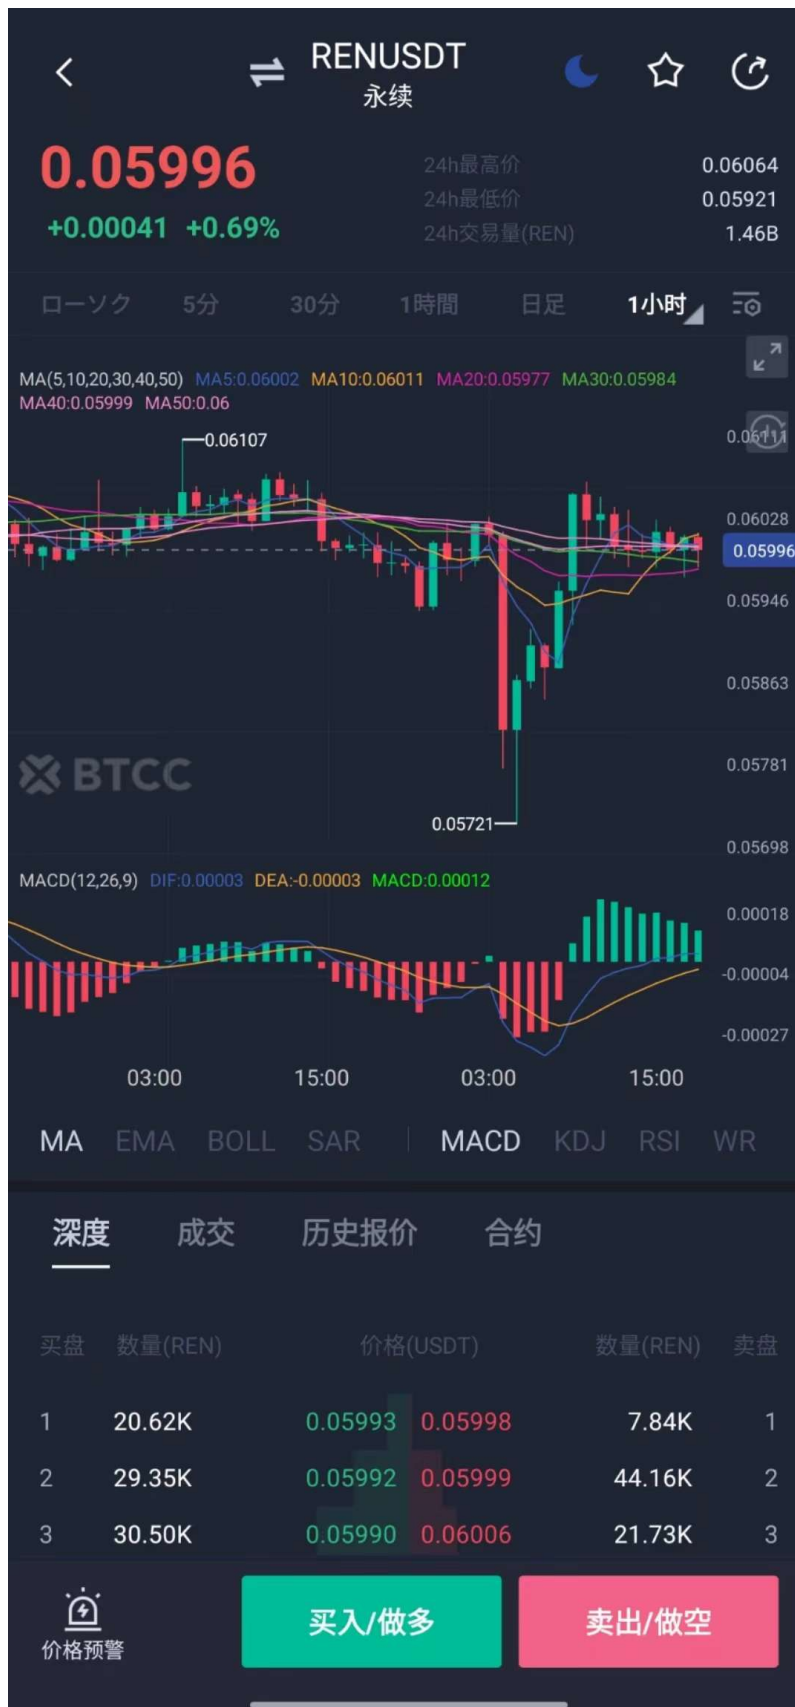 RENUSDT
永续
0.05996
+0.00041 +0.69%
24h最高价 0.06064
24h最低价 0.05921
24h交易量(REN) 1.46B
ローソク 5分 30分 1時間 日足 1小时
MA(5,10,20,30,40,50) MA5:0.06002 MA10:0.06011 MA20:0.05977 MA30:0.05984
MA40:0.05999 MA50:0.06
0.06107
0.06111
0.06028
0.05996
0.05946
0.05863
BTCC
0.05781
0.05721
0.05698
MACD(12,26,9) DIF:0.00003 DEA:-0.00003 MACD:0.00012
0.00018
-0.00004
-0.00027
03:00 15:00 03:00 15:00
MA EMA BOLL SAR MACD KDJ RSI WR
深度 成交 历史报价 合约
买盘 数量(REN) 价格(USDT) 数量(REN) 卖盘
1 20.62K 0.05993 0.05998 7.84K 1
2 29.35K 0.05992 0.05999 44.16K 2
3 30.50K 0.05990 0.06006 21.73K 3
价格预警
买入/做多
卖出/做空